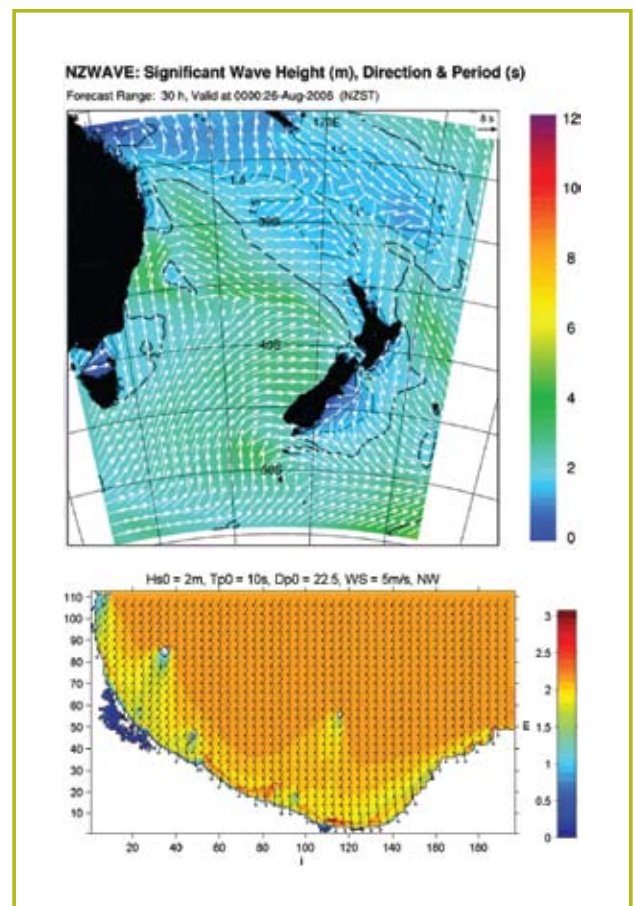 NZWAVE: Significant Wave Height (m), Direction & Period (s)
Forecast Range: 30 h, Valid at 0000:26-Aug-2006 (NZST)
170E
8 s
12
10
8
6
4
2
0
30S
40S
50S
Hs0 = 2m, Tp0 = 10s, Dp0 = 22.5, WS = 5m/s, NW
110
100
90
80
70
60
50
40
30
20
10
20 40 60 80 100 120 140 160 180
i
3
2.5
2
1.5
1
0.5
0
m